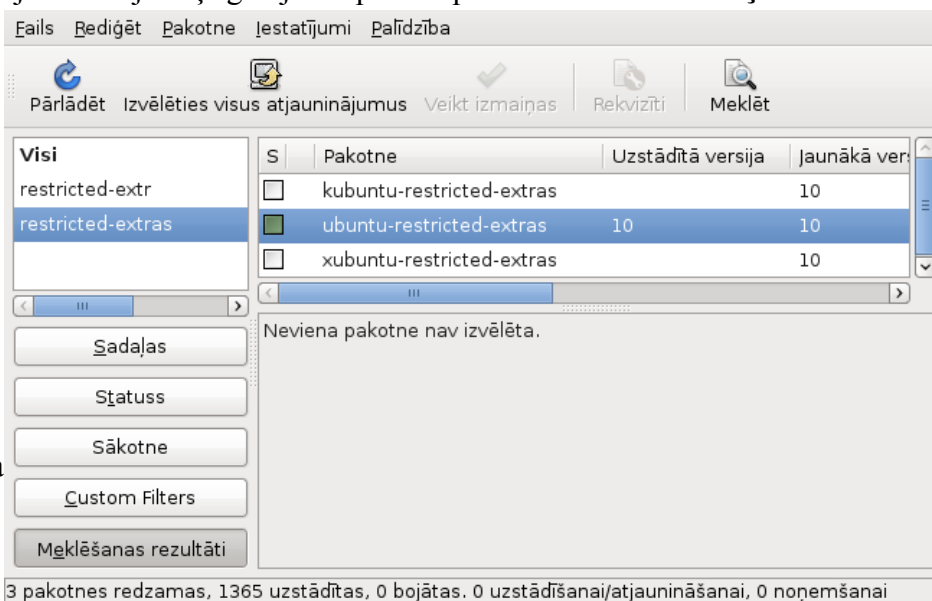 Fails Rediģēt Pakotne Iestatījumi Palīdzība
Pārlādēt Izvēlēties visus atjauninājumus Veikt izmaiņas Rekvizīti Meklēt
Visi
restricted-extr
restricted-extras
S Pakotne Uzstādītā versija Jaunākā ver
kubuntu-restricted-extras 10
ubuntu-restricted-extras 10 10
xubuntu-restricted-extras 10
Neviena pakotne nav izvēlēta.
Sadaļas
Statuss
Sākotne
Custom Filters
Meklēšanas rezultāti
3 pakotnes redzamas, 1365 uzstādītas, 0 bojātas. 0 uzstādīšanai/atjaunināšanai, 0 noņemšanai